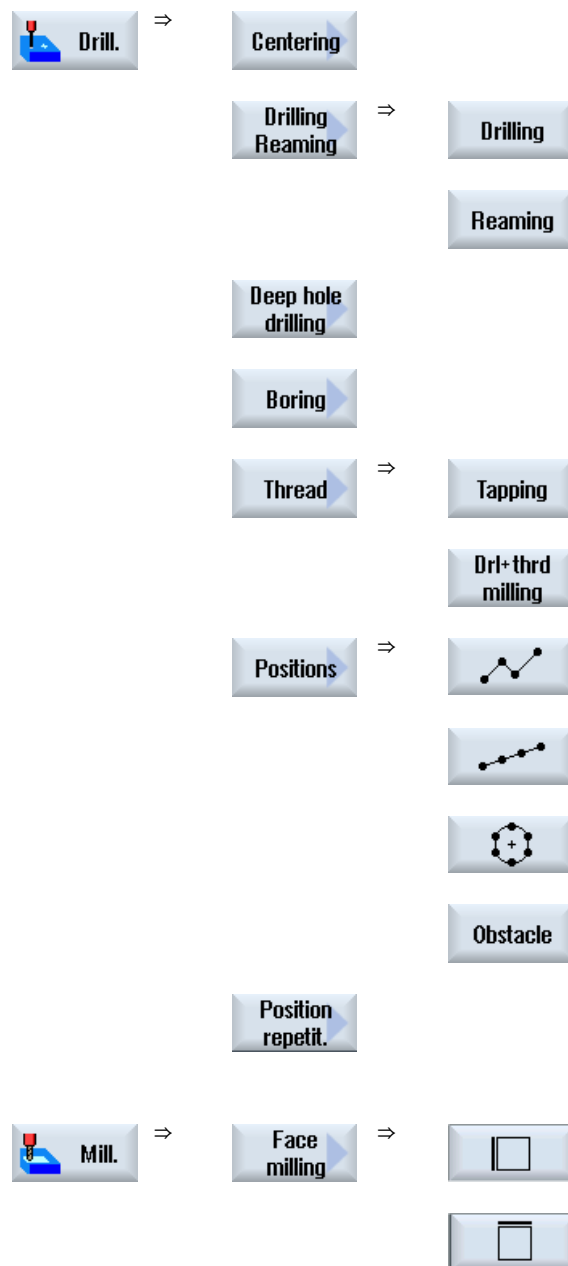 Drill.
⇒
Centering
Drilling
Reaming
⇒
Drilling
Reaming
Deep hole
drilling
Boring
Thread
⇒
Tapping
Drl+thrd
milling
Positions
⇒
Obstacle
Position
repetit.
Mill.
⇒
Face
milling
⇒